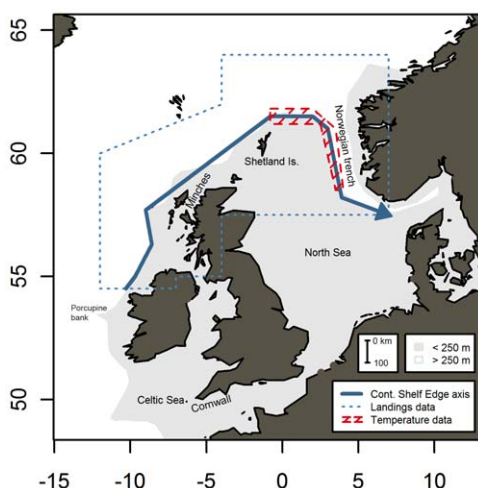 65
60
55
50
-15
-10
-5
0
5
10
Norwegian trench
Shetland Is.
Minches
North Sea
Porcupine
bank
Celtic Sea
Cornwall
0 km
100
< 250 m
> 250 m
Cont. Shelf Edge axis
Landings data
Temperature data